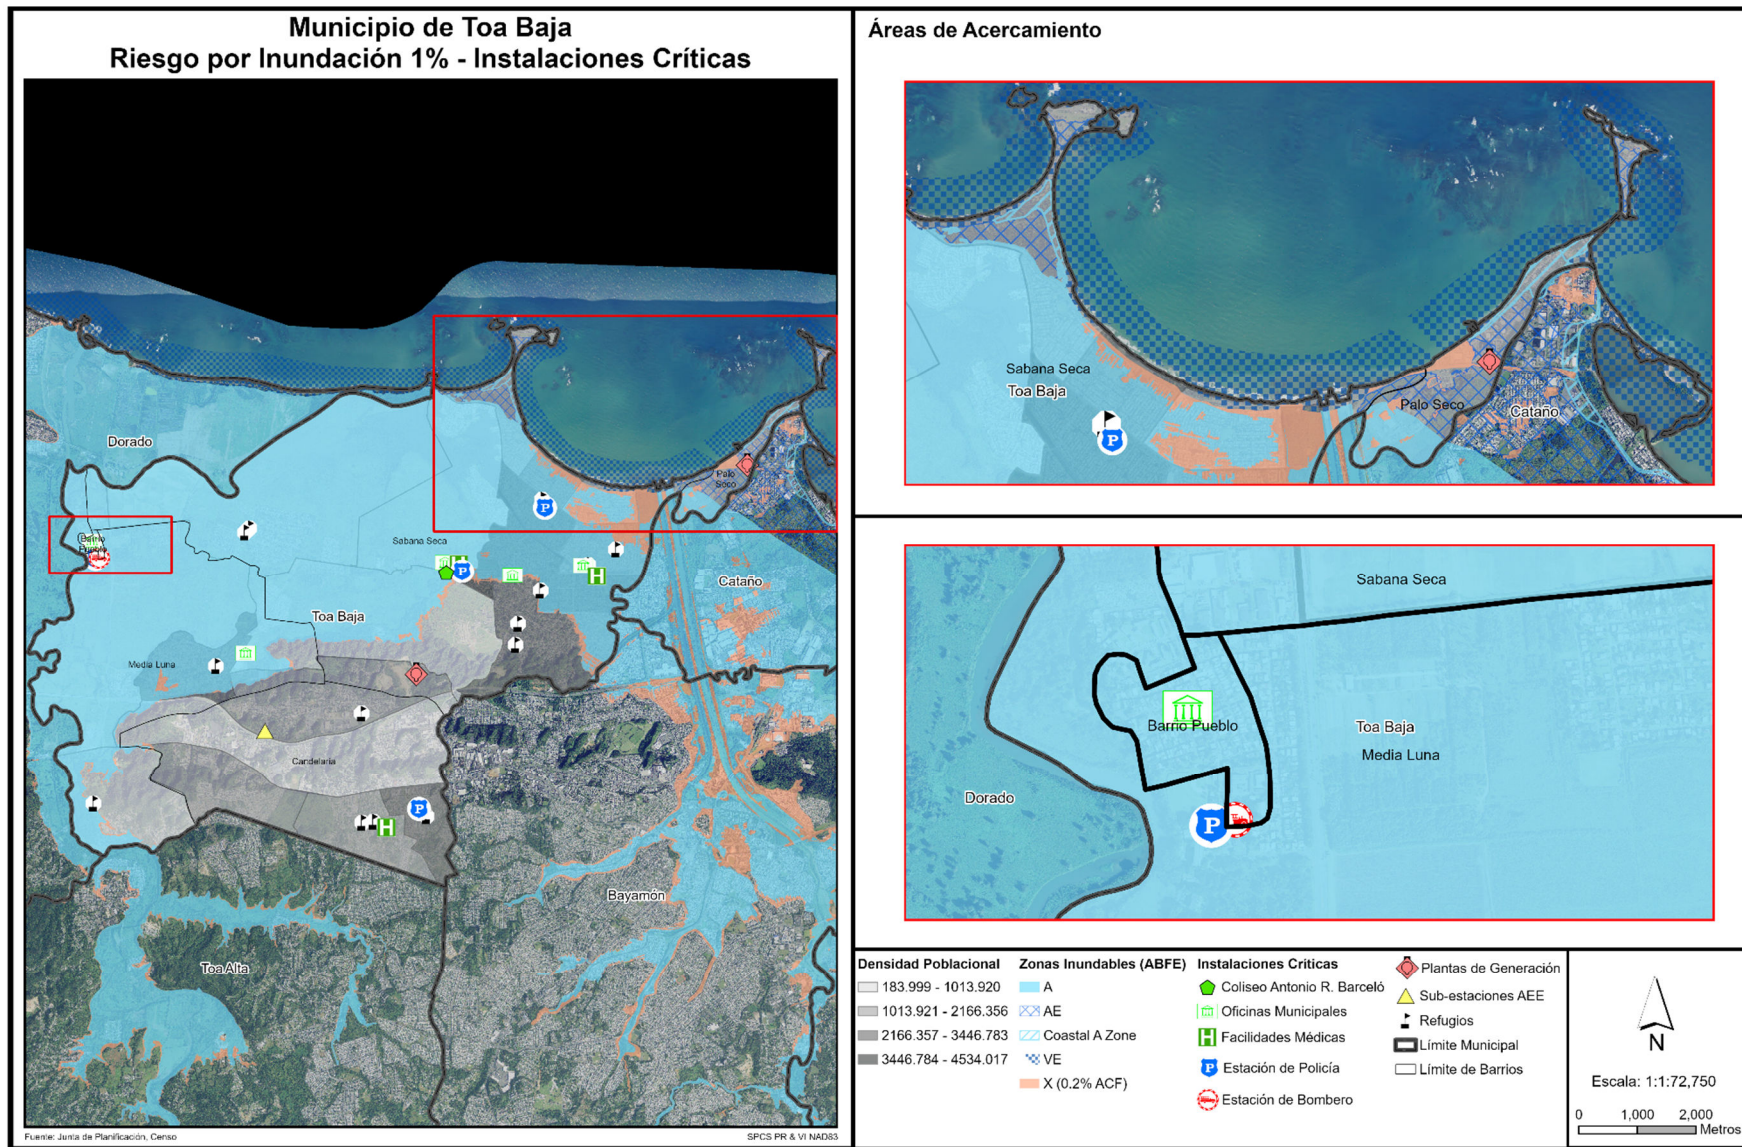 Municipio de Toa Baja
Riesgo por Inundación 1% - Instalaciones Críticas
Dorado
Barrio
Pueblo
Sabana Seca
Palo
Seco
Cataño
Toa Baja
Media Luna
Candelaria
Bayamón
Toa Alta
Fuente: Junta de Planificación, Censo
SPCS PR & VI NAD83
Áreas de Acercamiento
Sabana Seca
Toa Baja
Palo Seco
Cataño
Sabana Seca
Barrio Pueblo
Toa Baja
Media Luna
Dorado
Densidad Poblacional
183.999 - 1013.920
1013.921 - 2166.356
2166.357 - 3446.783
3446.784 - 4534.017
Zonas Inundables (ABFE)
A
AE
Coastal A Zone
VE
X (0.2% ACF)
Instalaciones Críticas
Coliseo Antonio R. Barceló
Oficinas Municipales
H Facilidades Médicas
P Estación de Policía
Estación de Bombero
Plantas de Generación
Sub-estaciones AEE
Refugios
Límite Municipal
Límite de Barrios
N
Escala: 1:1:72,750
0 1,000 2,000
Metros